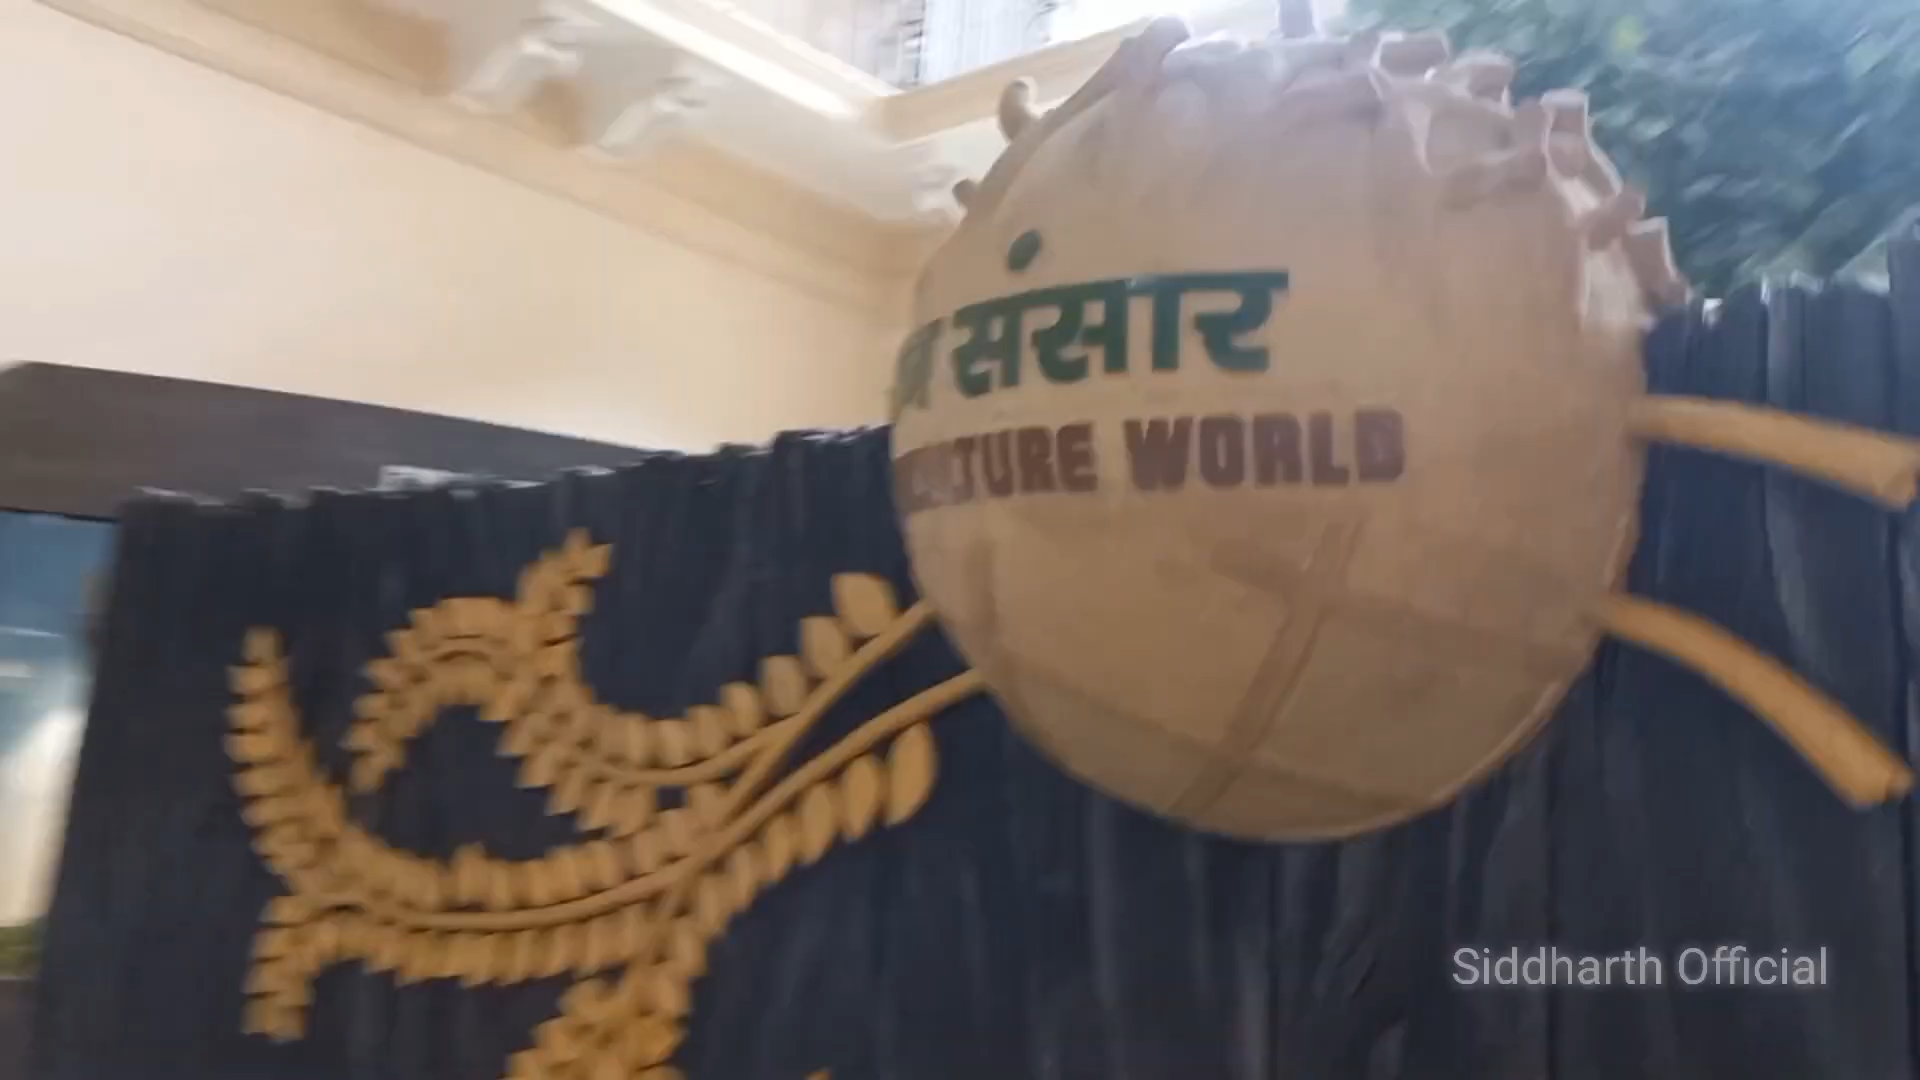 संसार
WORLD
Siddharth Official